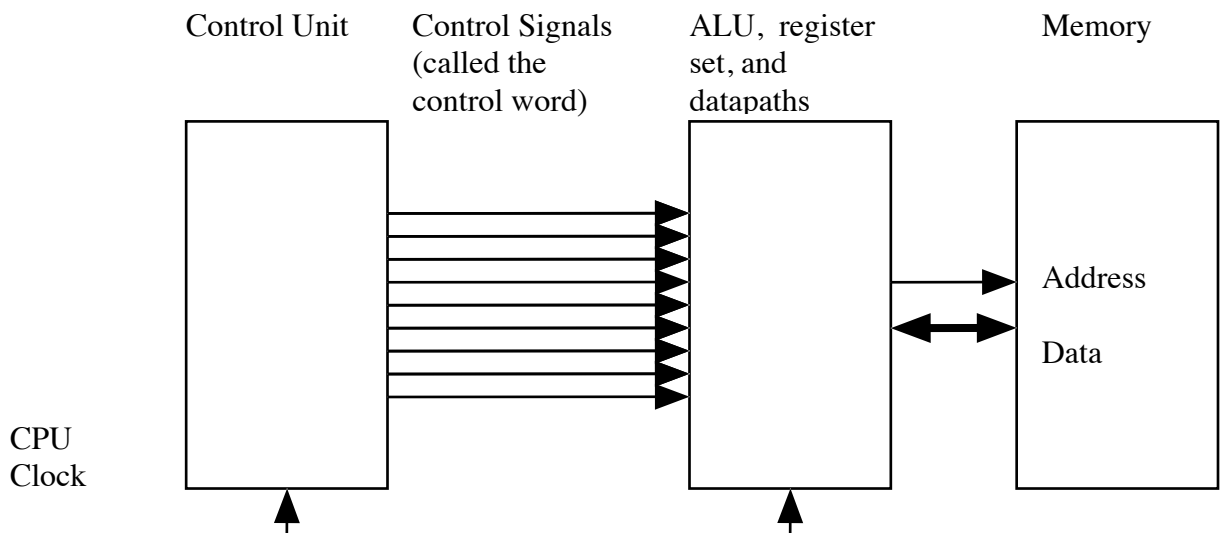 Control Unit
Control Signals
(called the
control word)
ALU, register
set, and
datapaths
Memory
Address
Data
CPU
Clock